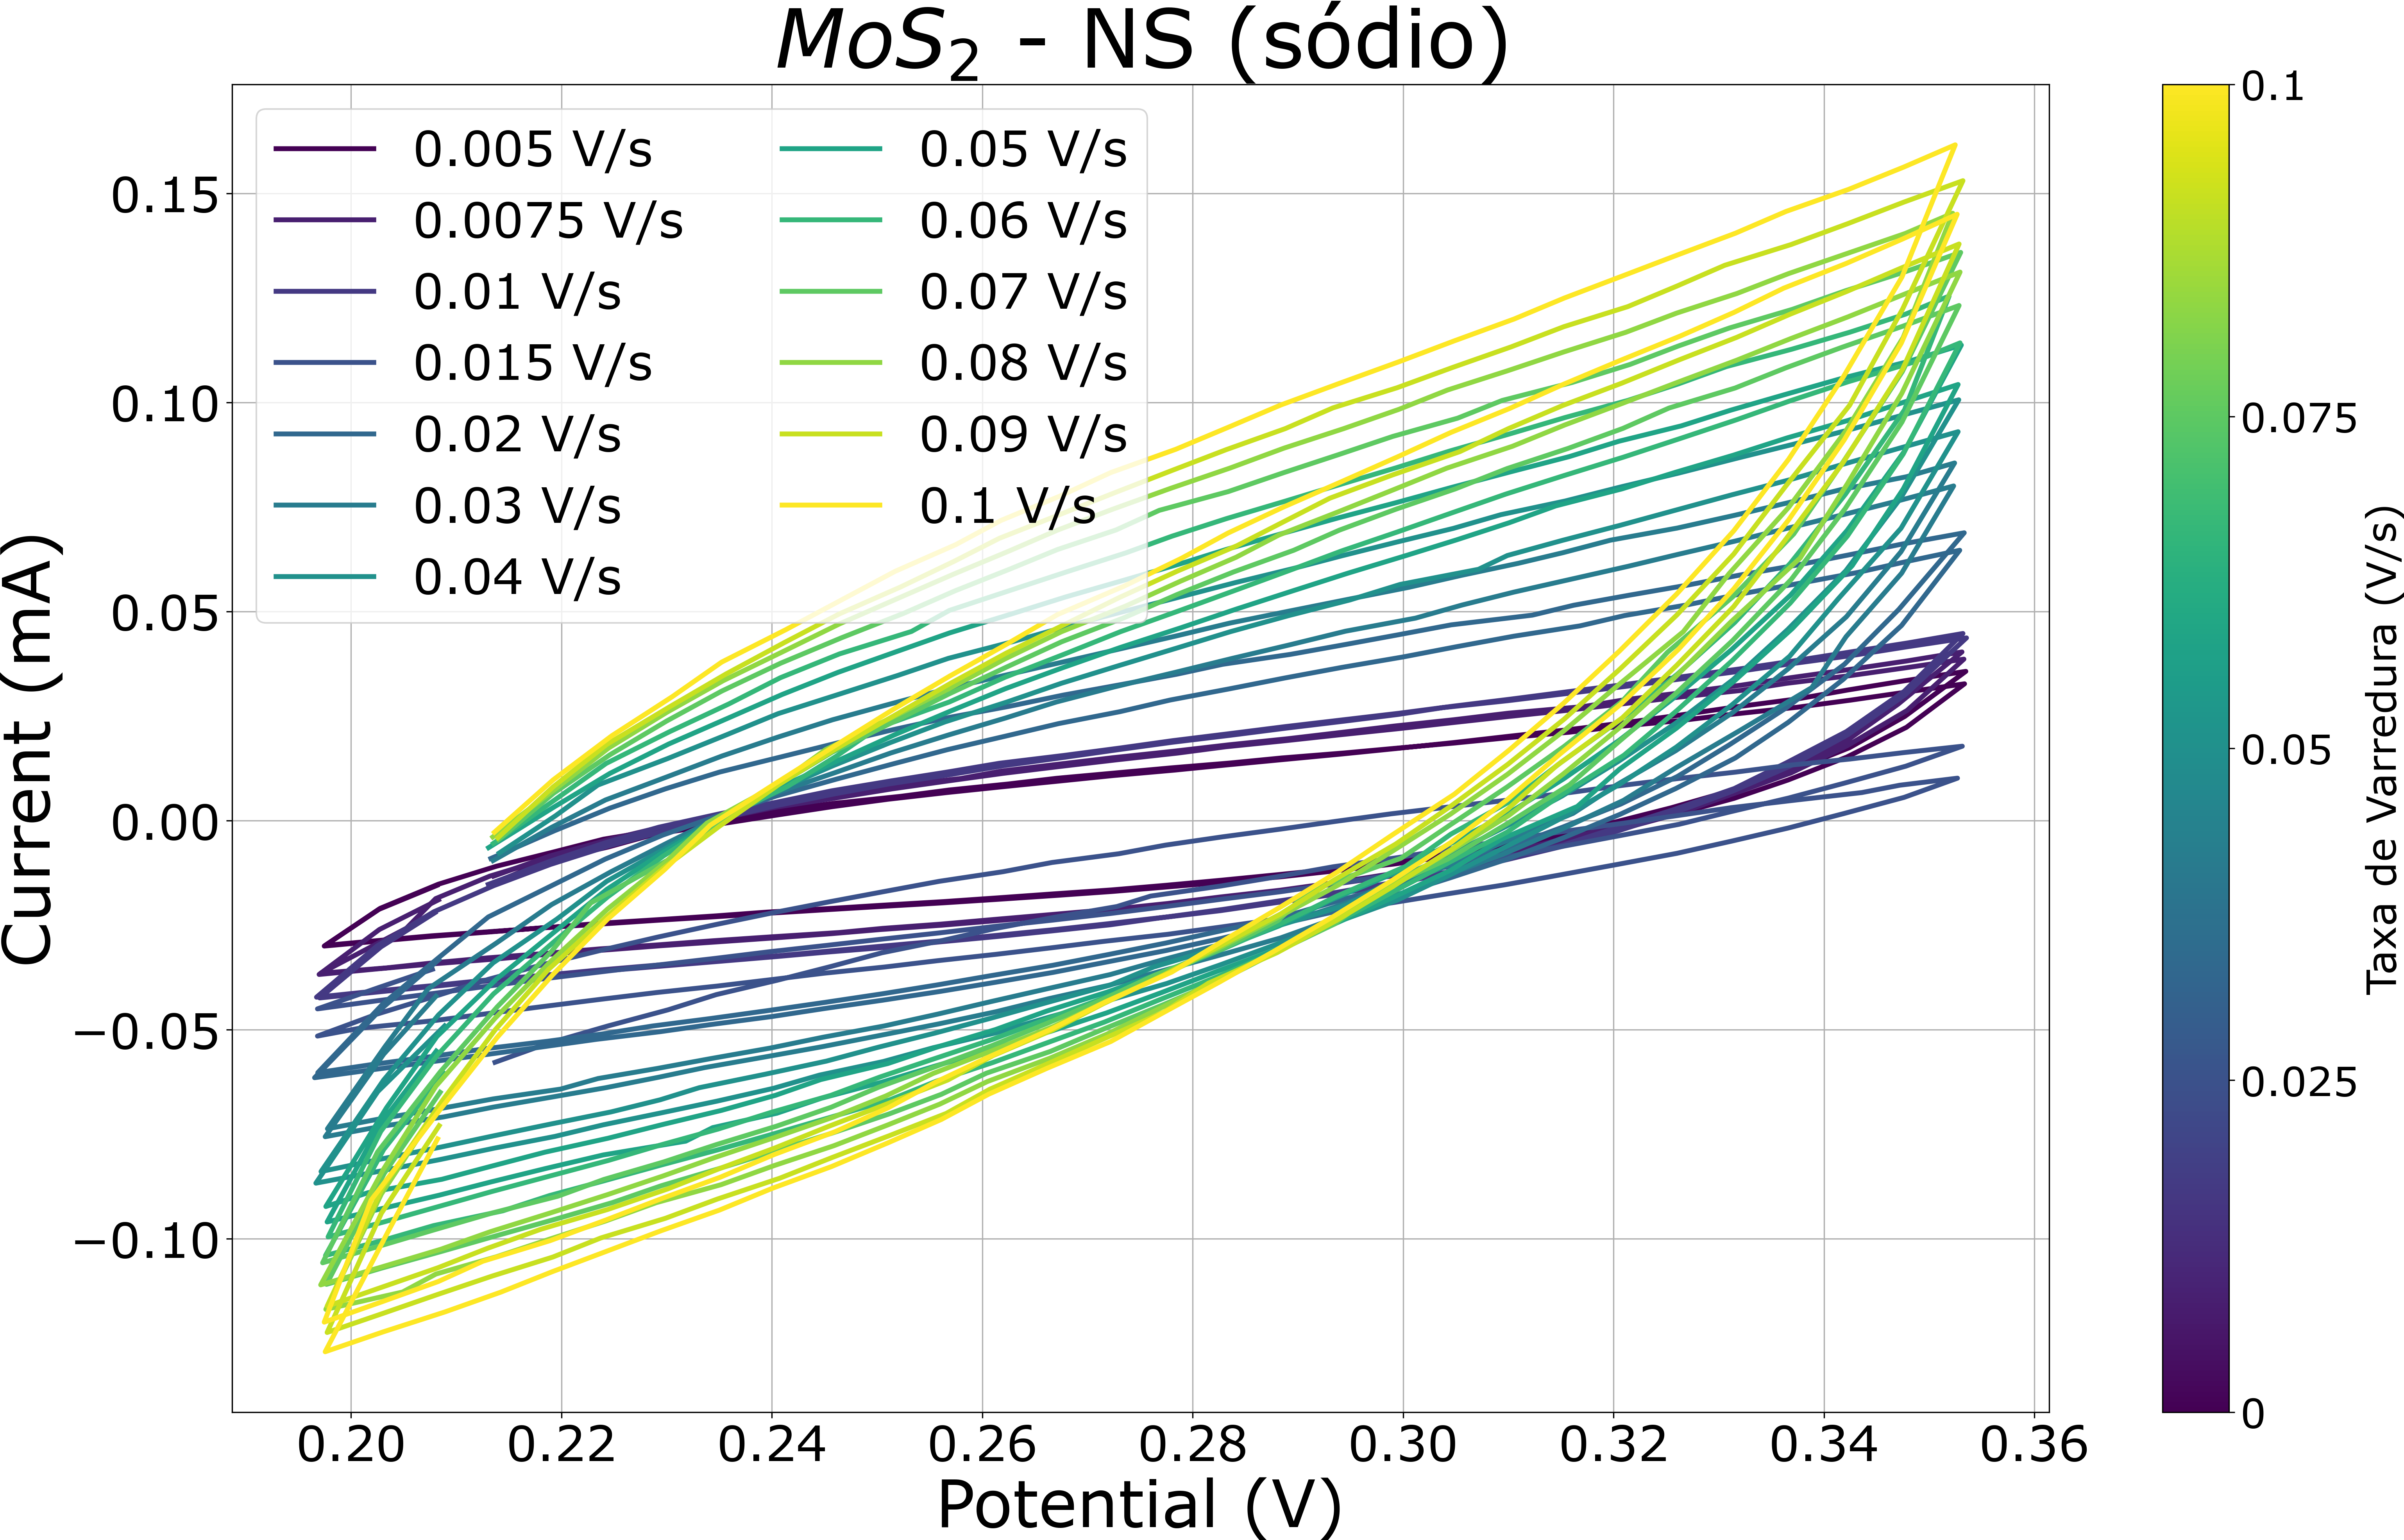 MoS2 - NS (sódio)
0.005 V/s
0.0075 V/s
0.01 V/s
0.015 V/s
0.02 V/s
0.03 V/s
0.04 V/s
0.05 V/s
0.06 V/s
0.07 V/s
0.08 V/s
0.09 V/s
0.1 V/s
Current (mA)
0.15
0.10
0.05
0.00
−0.05
−0.10
0.20 0.22 0.24 0.26 0.28 0.30 0.32 0.34 0.36
Potential (V)
0.1
0.075
0.05
0.025
0
Taxa de Varredura (V/s)